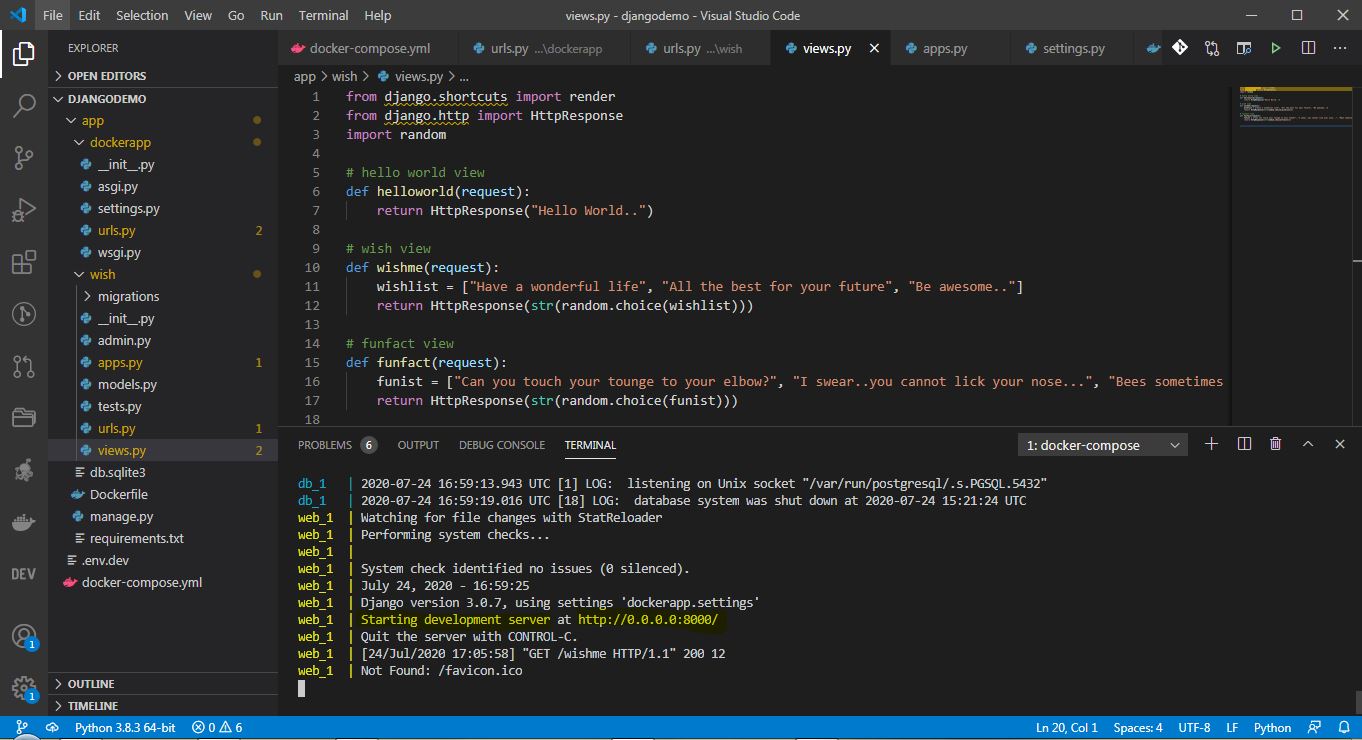 File Edit Selection View Go Run Terminal Help views.py - djangodemo - Visual Studio Code
EXPLORER
OPEN EDITORS
DJANGODEMO
app
dockerapp
__init__.py
asgi.py
settings.py
urls.py 2
wsgi.py
wish
migrations
__init__.py
admin.py
apps.py 1
models.py
tests.py
urls.py 1
views.py 2
db.sqlite3
Dockerfile
manage.py
requirements.txt
.env.dev
docker-compose.yml
OUTLINE
TIMELINE
DEV
1
1
docker-compose.yml urls.py ...\dockerapp urls.py ...\wish views.py apps.py settings.py
app > wish > views.py > ...
1 from django.shortcuts import render
2 from django.http import HttpResponse
3 import random
4
5 # hello world view
6 def helloworld(request):
7 return HttpResponse("Hello World..")
8
9 # wish view
10 def wishme(request):
11 wishlist = ["Have a wonderful life", "All the best for your future", "Be awesome.."]
12 return HttpResponse(str(random.choice(wishlist)))
13
14 # funfact view
15 def funfact(request):
16 funist = ["Can you touch your tounge to your elbow?", "I swear..you cannot lick your nose...", "Bees sometimes
17 return HttpResponse(str(random.choice(funist)))
18
PROBLEMS 6 OUTPUT DEBUG CONSOLE TERMINAL 1: docker-compose
db_1 | 2020-07-24 16:59:13.943 UTC [1] LOG: listening on Unix socket "/var/run/postgresql/.s.PGSQL.5432"
db_1 | 2020-07-24 16:59:19.016 UTC [18] LOG: database system was shut down at 2020-07-24 15:21:24 UTC
web_1 | Watching for file changes with StatReloader
web_1 | Performing system checks...
web_1 |
web_1 | System check identified no issues (0 silenced).
web_1 | July 24, 2020 - 16:59:25
web_1 | Django version 3.0.7, using settings 'dockerapp.settings'
web_1 | Starting development server at http://0.0.0.0:8000/
web_1 | Quit the server with CONTROL-C.
web_1 | [24/Jul/2020 17:05:58] "GET /wishme HTTP/1.1" 200 12
web_1 | Not Found: /favicon.ico
Python 3.8.3 64-bit 0 6 Ln 20, Col 1 Spaces: 4 UTF-8 LF Python